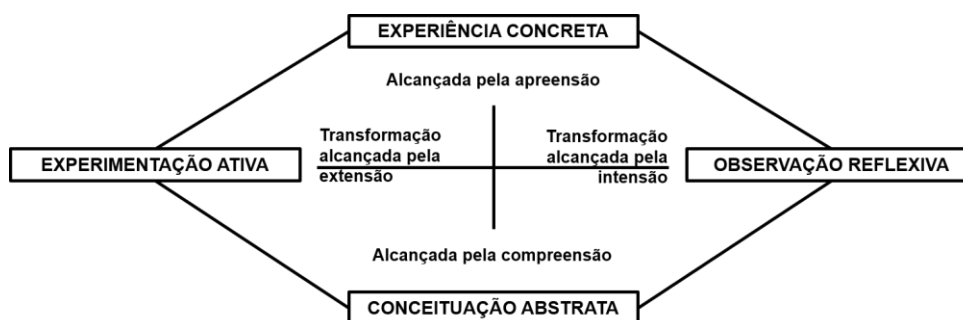 EXPERIÊNCIA CONCRETA
Alcançada pela apreensão
Transformação
alcançada pela
extensão
Transformação
alcançada pela
intensão
EXPERIMENTAÇÃO ATIVA
OBSERVAÇÃO REFLEXIVA
Alcançada pela compreensão
CONCEITUAÇÃO ABSTRATA